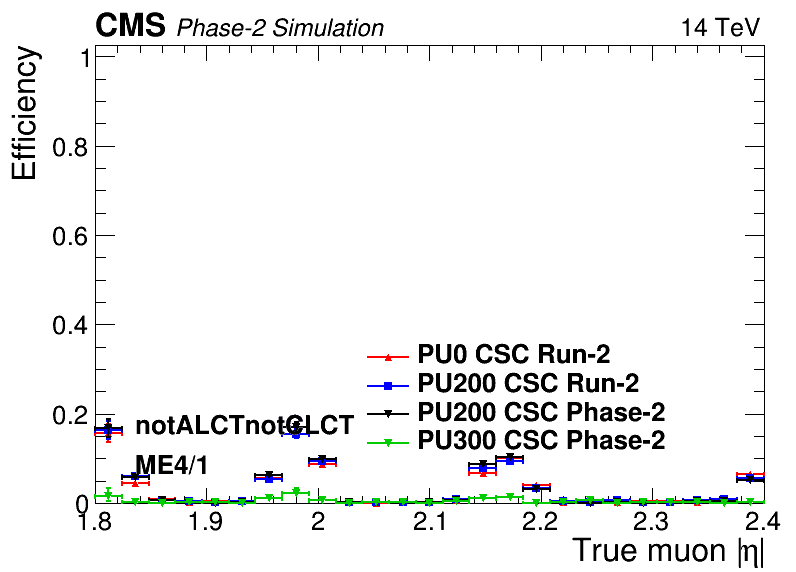 CMS Phase-2 Simulation 14 TeV
Efficiency
1
0.8
0.6
0.4
0.2
0
PU0 CSC Run-2
PU200 CSC Run-2
PU200 CSC Phase-2
PU300 CSC Phase-2
notALCTnotCLCT
ME4/1
1.8 1.9 2 2.1 2.2 2.3 2.4
True muon |η|